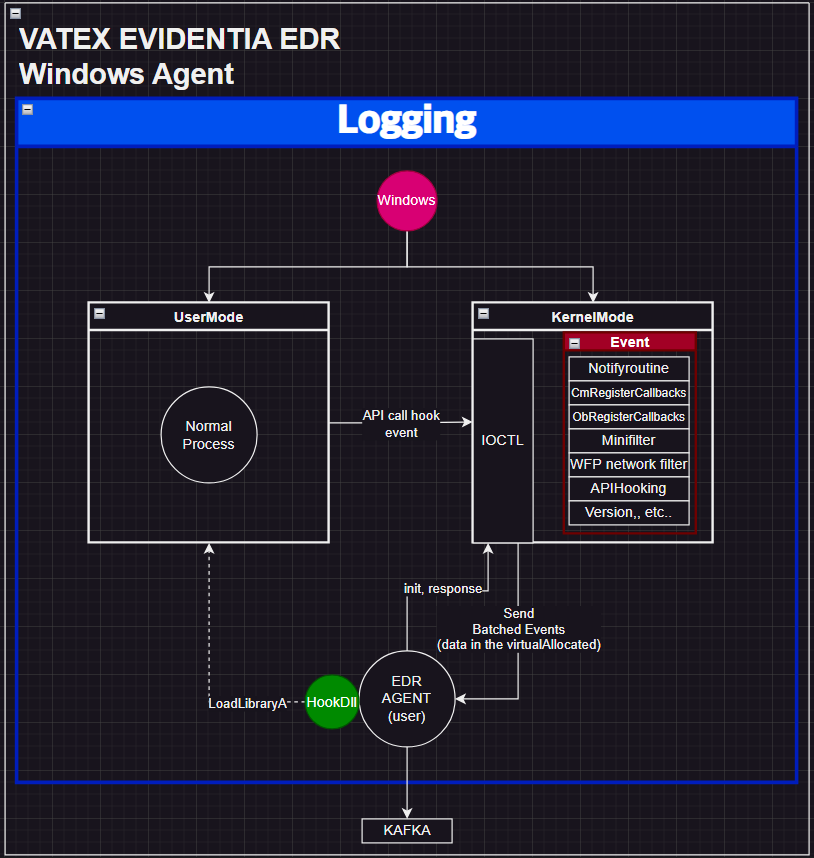 VATEX EVIDENTIA EDR
Windows Agent
Logging
Windows
UserMode
KernelMode
Event
Notifyroutine
CmRegisterCallbacks
ObRegisterCallbacks
Minifilter
WFP network filter
APIHooking
Version,, etc..
Normal
Process
API call hook
event
IOCTL
init, response
Send
Batched Events
(data in the virtualAllocated)
EDR
AGENT
(user)
HookDll
LoadLibraryA
KAFKA